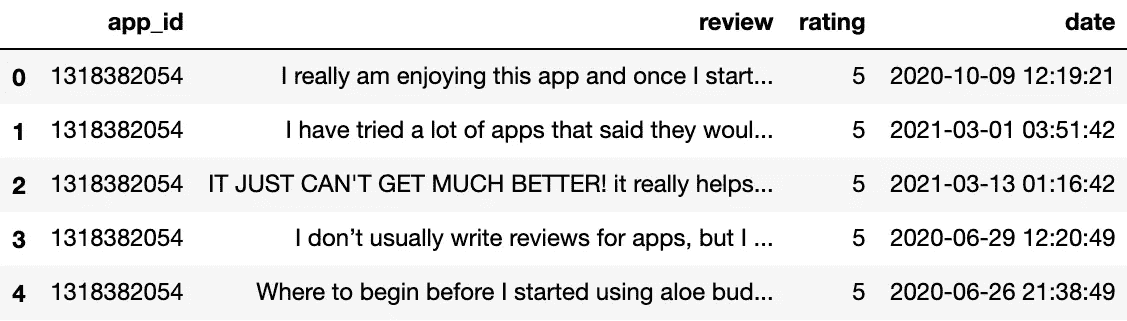 app_id review rating date
0 1318382054 I really am enjoying this app and once I start... 5 2020-10-09 12:19:21
1 1318382054 I have tried a lot of apps that said they woul... 5 2021-03-01 03:51:42
2 1318382054 IT JUST CAN'T GET MUCH BETTER! it really helps... 5 2021-03-13 01:16:42
3 1318382054 I don’t usually write reviews for apps, but I ... 5 2020-06-29 12:20:49
4 1318382054 Where to begin before I started using aloe bud... 5 2020-06-26 21:38:49